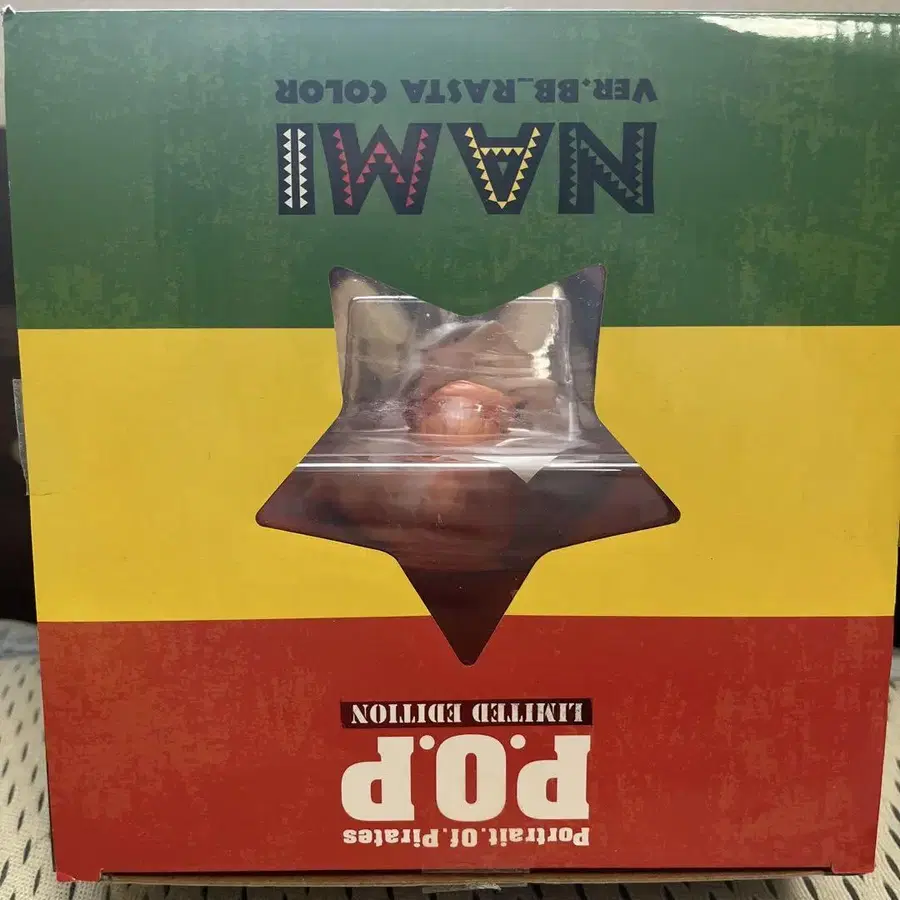 Portrait.Of.Pirates
P.O.P
LIMITED EDITION
NAMI
VER.BB_RASTA COLOR